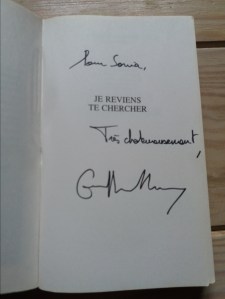 Pour Sonia,
JE REVIENS
TE CHERCHER
Très chaleureusement,